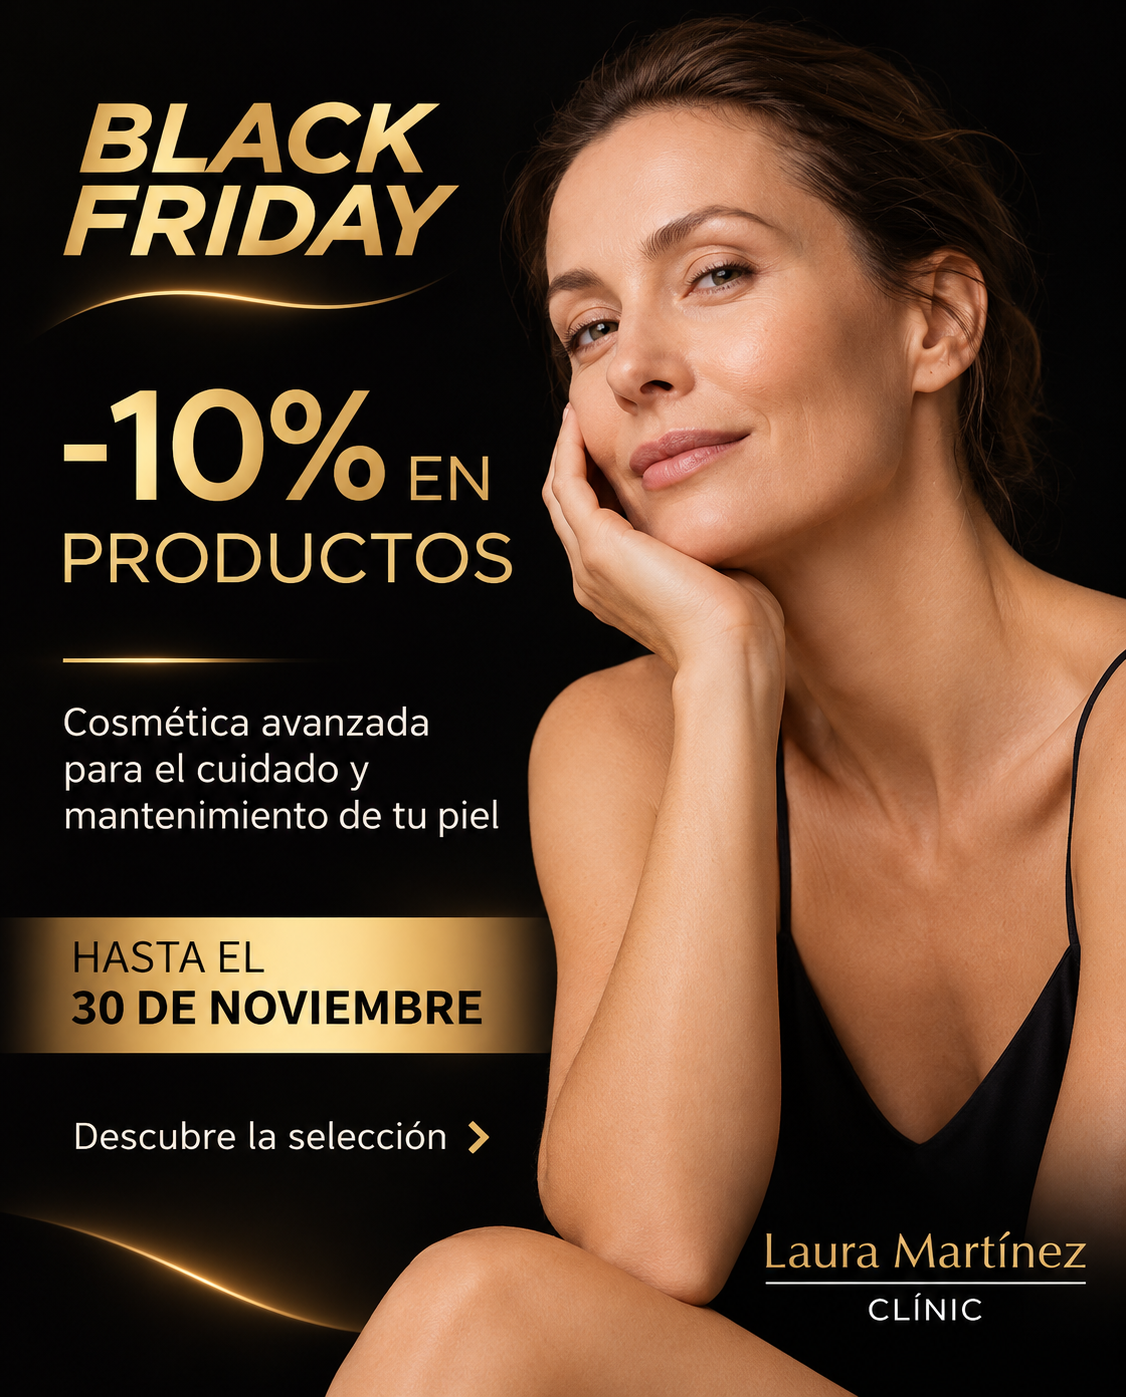 BLACK
FRIDAY
-10% EN
PRODUCTOS
Cosmética avanzada
para el cuidado y
mantenimiento de tu piel
HASTA EL
30 DE NOVIEMBRE
Descubre la selección
Laura Martínez
CLÍNIC